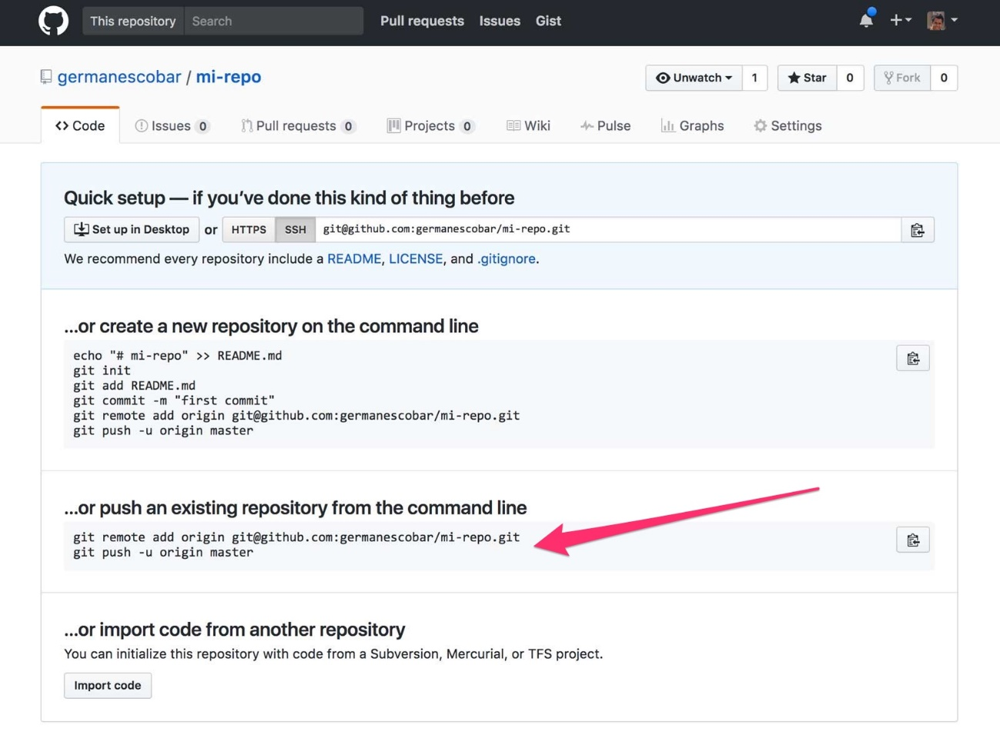 This repository Search Pull requests Issues Gist
germanescobar / mi-repo Unwatch 1 Star 0 Fork 0
Code Issues 0 Pull requests 0 Projects 0 Wiki Pulse Graphs Settings
Quick setup — if you’ve done this kind of thing before
Set up in Desktop or HTTPS SSH git@github.com:germanescobar/mi-repo.git
We recommend every repository include a README, LICENSE, and .gitignore.
…or create a new repository on the command line
echo "# mi-repo" >> README.md
git init
git add README.md
git commit -m "first commit"
git remote add origin git@github.com:germanescobar/mi-repo.git
git push -u origin master
…or push an existing repository from the command line
git remote add origin git@github.com:germanescobar/mi-repo.git
git push -u origin master
…or import code from another repository
You can initialize this repository with code from a Subversion, Mercurial, or TFS project.
Import code